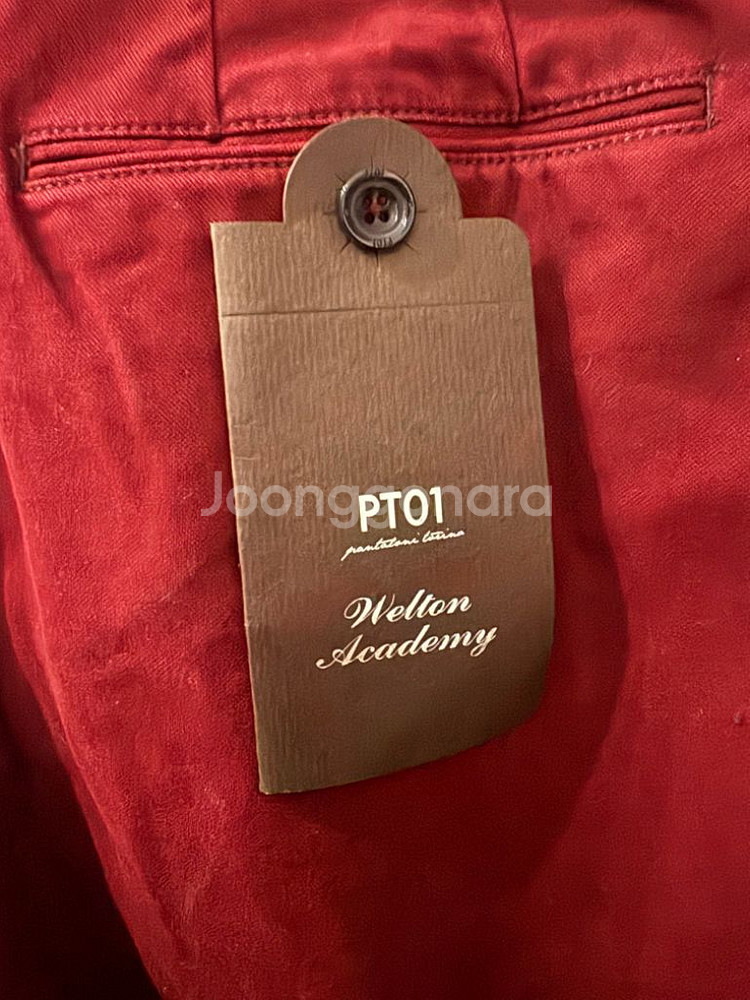 Joonggonara
PT01
pantaloni torino
Welton
Academy